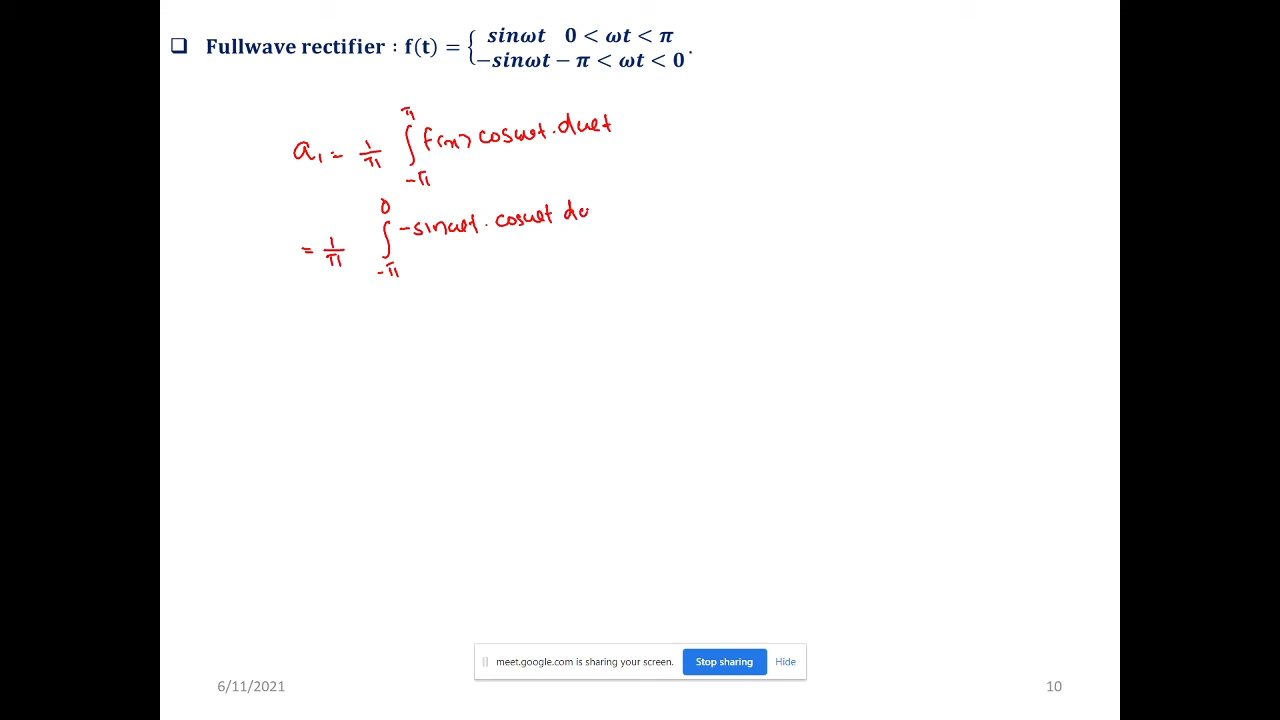 ❑ Fullwave rectifier : f(t) = { sinωt 0 < ωt < π
−sinωt − π < ωt < 0 .
a₁ = 1/π ∫_{-π}^{π} f(x) cosωt . dωt
= 1/π ∫_{-π}^{0} -sinωt . cosωt d
meet.google.com is sharing your screen. Stop sharing Hide
6/11/2021 10